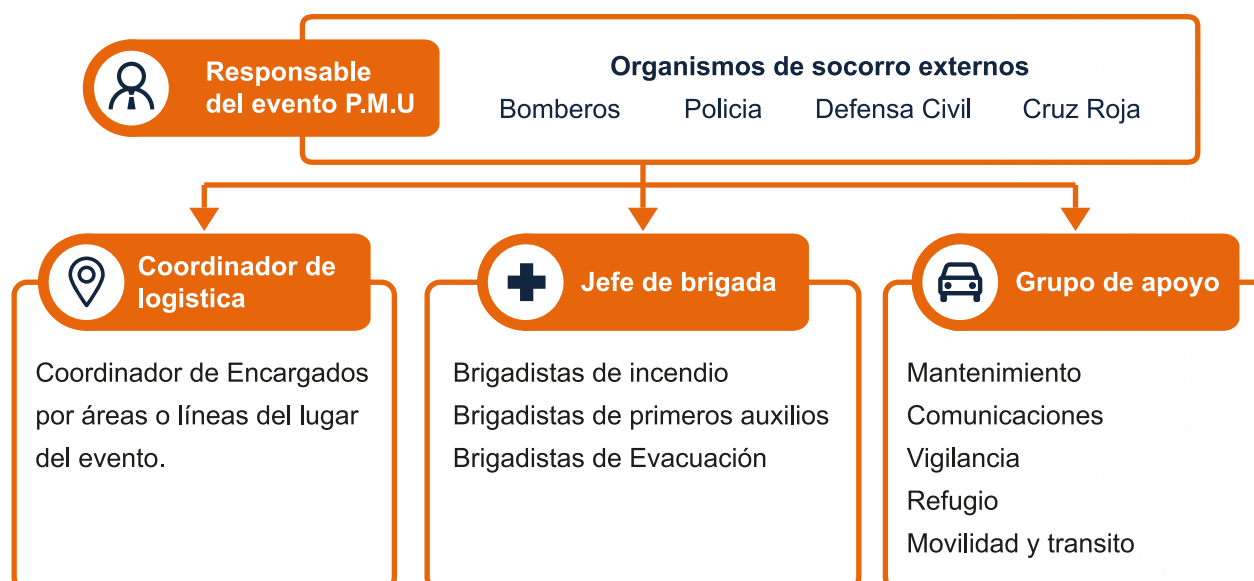 Responsable
del evento P.M.U
Organismos de socorro externos
Bomberos Policia Defensa Civil Cruz Roja
Coordinador de
logistica
Coordinador de Encargados
por áreas o líneas del lugar
del evento.
Jefe de brigada
Brigadistas de incendio
Brigadistas de primeros auxilios
Brigadistas de Evacuación
Grupo de apoyo
Mantenimiento
Comunicaciones
Vigilancia
Refugio
Movilidad y transito